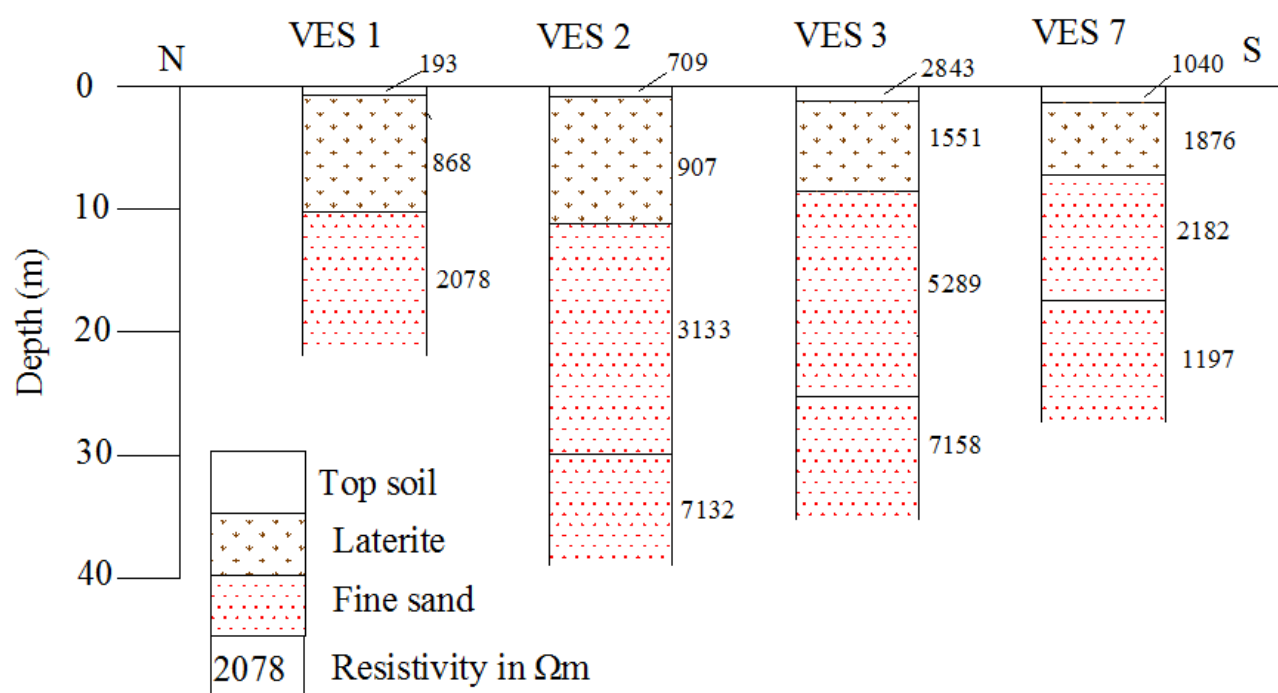 VES 1 VES 2 VES 3 VES 7
N S
193 709 2843 1040
0
868 907 1551 1876
10
2078 3133 5289 2182
20
1197
30
7132 7158
40
Depth (m)
Top soil
Laterite
Fine sand
2078 Resistivity in Ωm